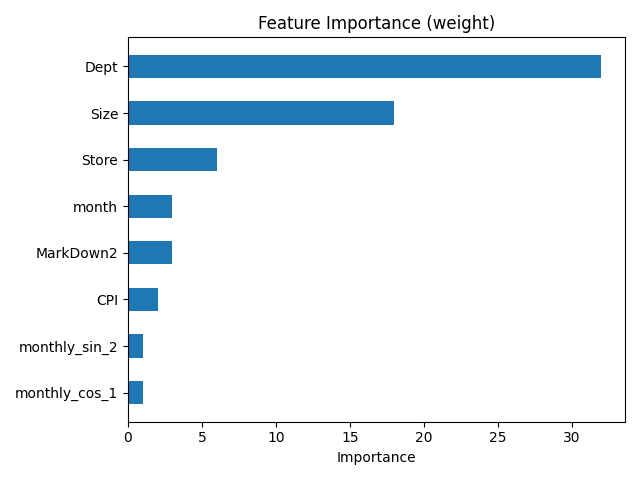 Feature Importance (weight)
Dept
Size
Store
month
MarkDown2
CPI
monthly_sin_2
monthly_cos_1
0 5 10 15 20 25 30
Importance